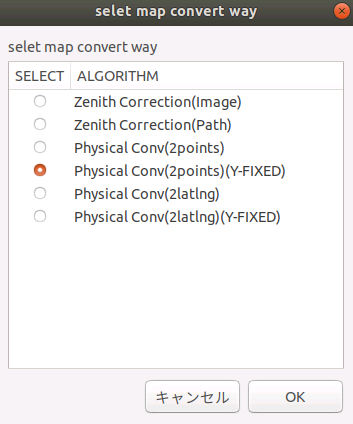 selet map convert way
selet map convert way
SELECT ALGORITHM
Zenith Correction(Image)
Zenith Correction(Path)
Physical Conv(2points)
Physical Conv(2points)(Y-FIXED)
Physical Conv(2latlng)
Physical Conv(2latlng)(Y-FIXED)
キャンセル OK